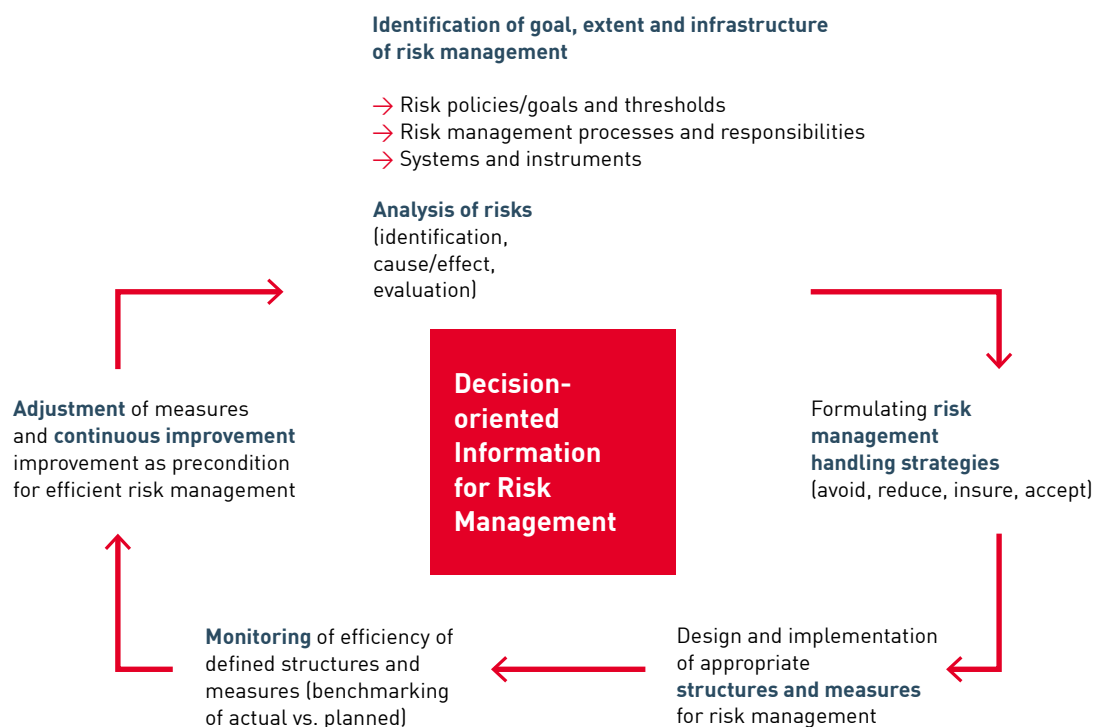 Identification of goal, extent and infrastructure
of risk management
→ Risk policies/goals and thresholds
→ Risk management processes and responsibilities
→ Systems and instruments
Analysis of risks
(identification,
cause/effect,
evaluation)
Decision-
oriented
Information
for Risk
Management
Formulating risk
management
handling strategies
(avoid, reduce, insure, accept)
Design and implementation
of appropriate
structures and measures
for risk management
Monitoring of efficiency of
defined structures and
measures (benchmarking
of actual vs. planned)
Adjustment of measures
and continuous improvement
improvement as precondition
for efficient risk management